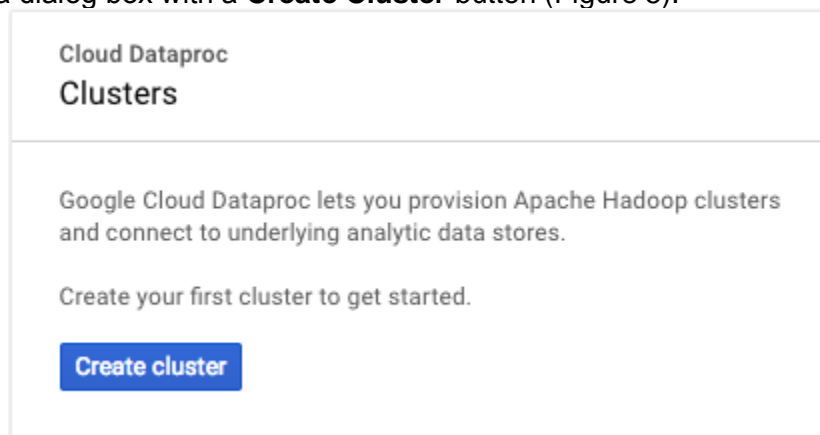 a dialog box with a Create Cluster button (Figure 3).
Cloud Dataproc
Clusters
Google Cloud Dataproc lets you provision Apache Hadoop clusters
and connect to underlying analytic data stores.
Create your first cluster to get started.
Create cluster